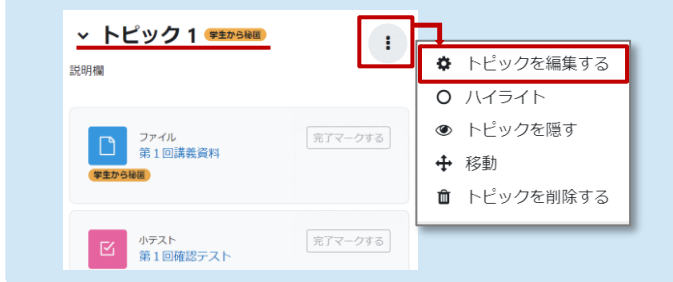 トピック 1 学生から秘匿
説明欄
ファイル
第1回講義資料
完了マークする
学生から秘匿
小テスト
第1回確認テスト
完了マークする
トピックを編集する
ハイライト
トピックを隠す
移動
トピックを削除する